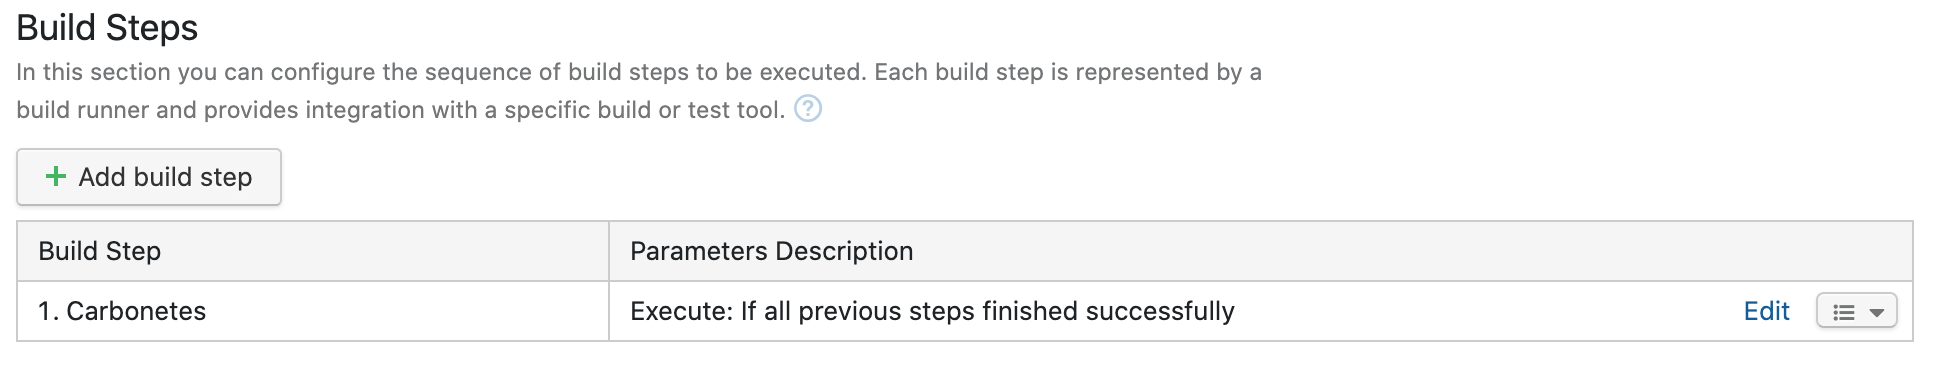 Build Steps
In this section you can configure the sequence of build steps to be executed. Each build step is represented by a
build runner and provides integration with a specific build or test tool. ?
+ Add build step
Build Step Parameters Description
1. Carbonetes Execute: If all previous steps finished successfully Edit